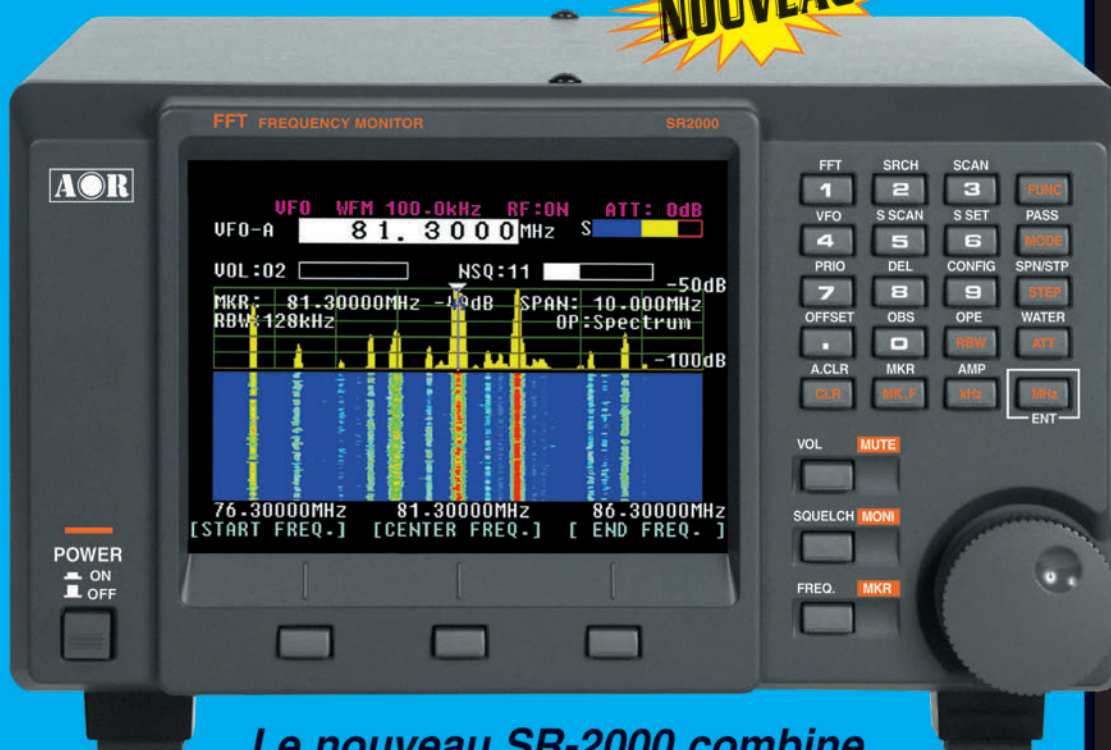 NOUVEAU
FFT FREQUENCY MONITOR SR2000
AOR
VFO WFM 100.0kHz RF:ON ATT: 0dB
VFO-A 81.3000MHz S
VOL:02 NSQ:11
-50dB
MKR: 81.30000MHz -49dB SPAN: 10.000MHz
RBW:128kHz OP:Spectrum
-100dB
76.30000MHz 81.30000MHz 86.30000MHz
[START FREQ.] [CENTER FREQ.] [ END FREQ. ]
POWER
ON
OFF
FFT SRCH SCAN
1 2 3 FUNC
VFO S SCAN S SET PASS
4 5 6 MODE
PRIO DEL CONFIG SPN/STP
7 8 9 STEP
OFFSET OBS OPE WATER
. 0 RBW ATT
A.CLR MKR AMP
CLR MK.F kHz MHz
ENT
VOL MUTE
SQUELCH MONI
FREQ. MKR
Le nouveau SR-2000 combine